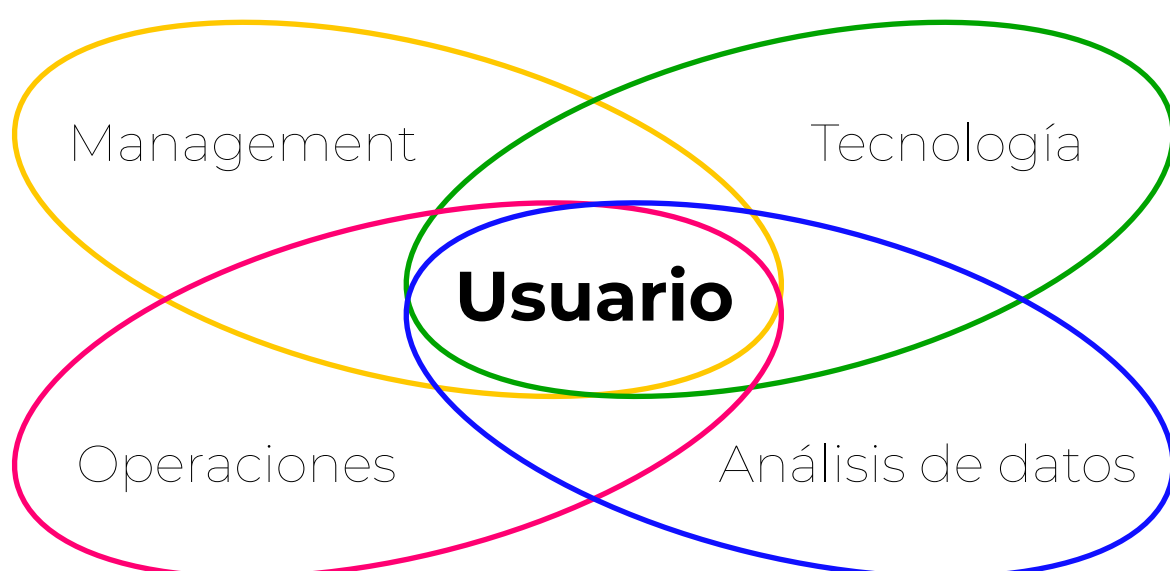 Management
Tecnología
Usuario
Operaciones
Análisis de datos